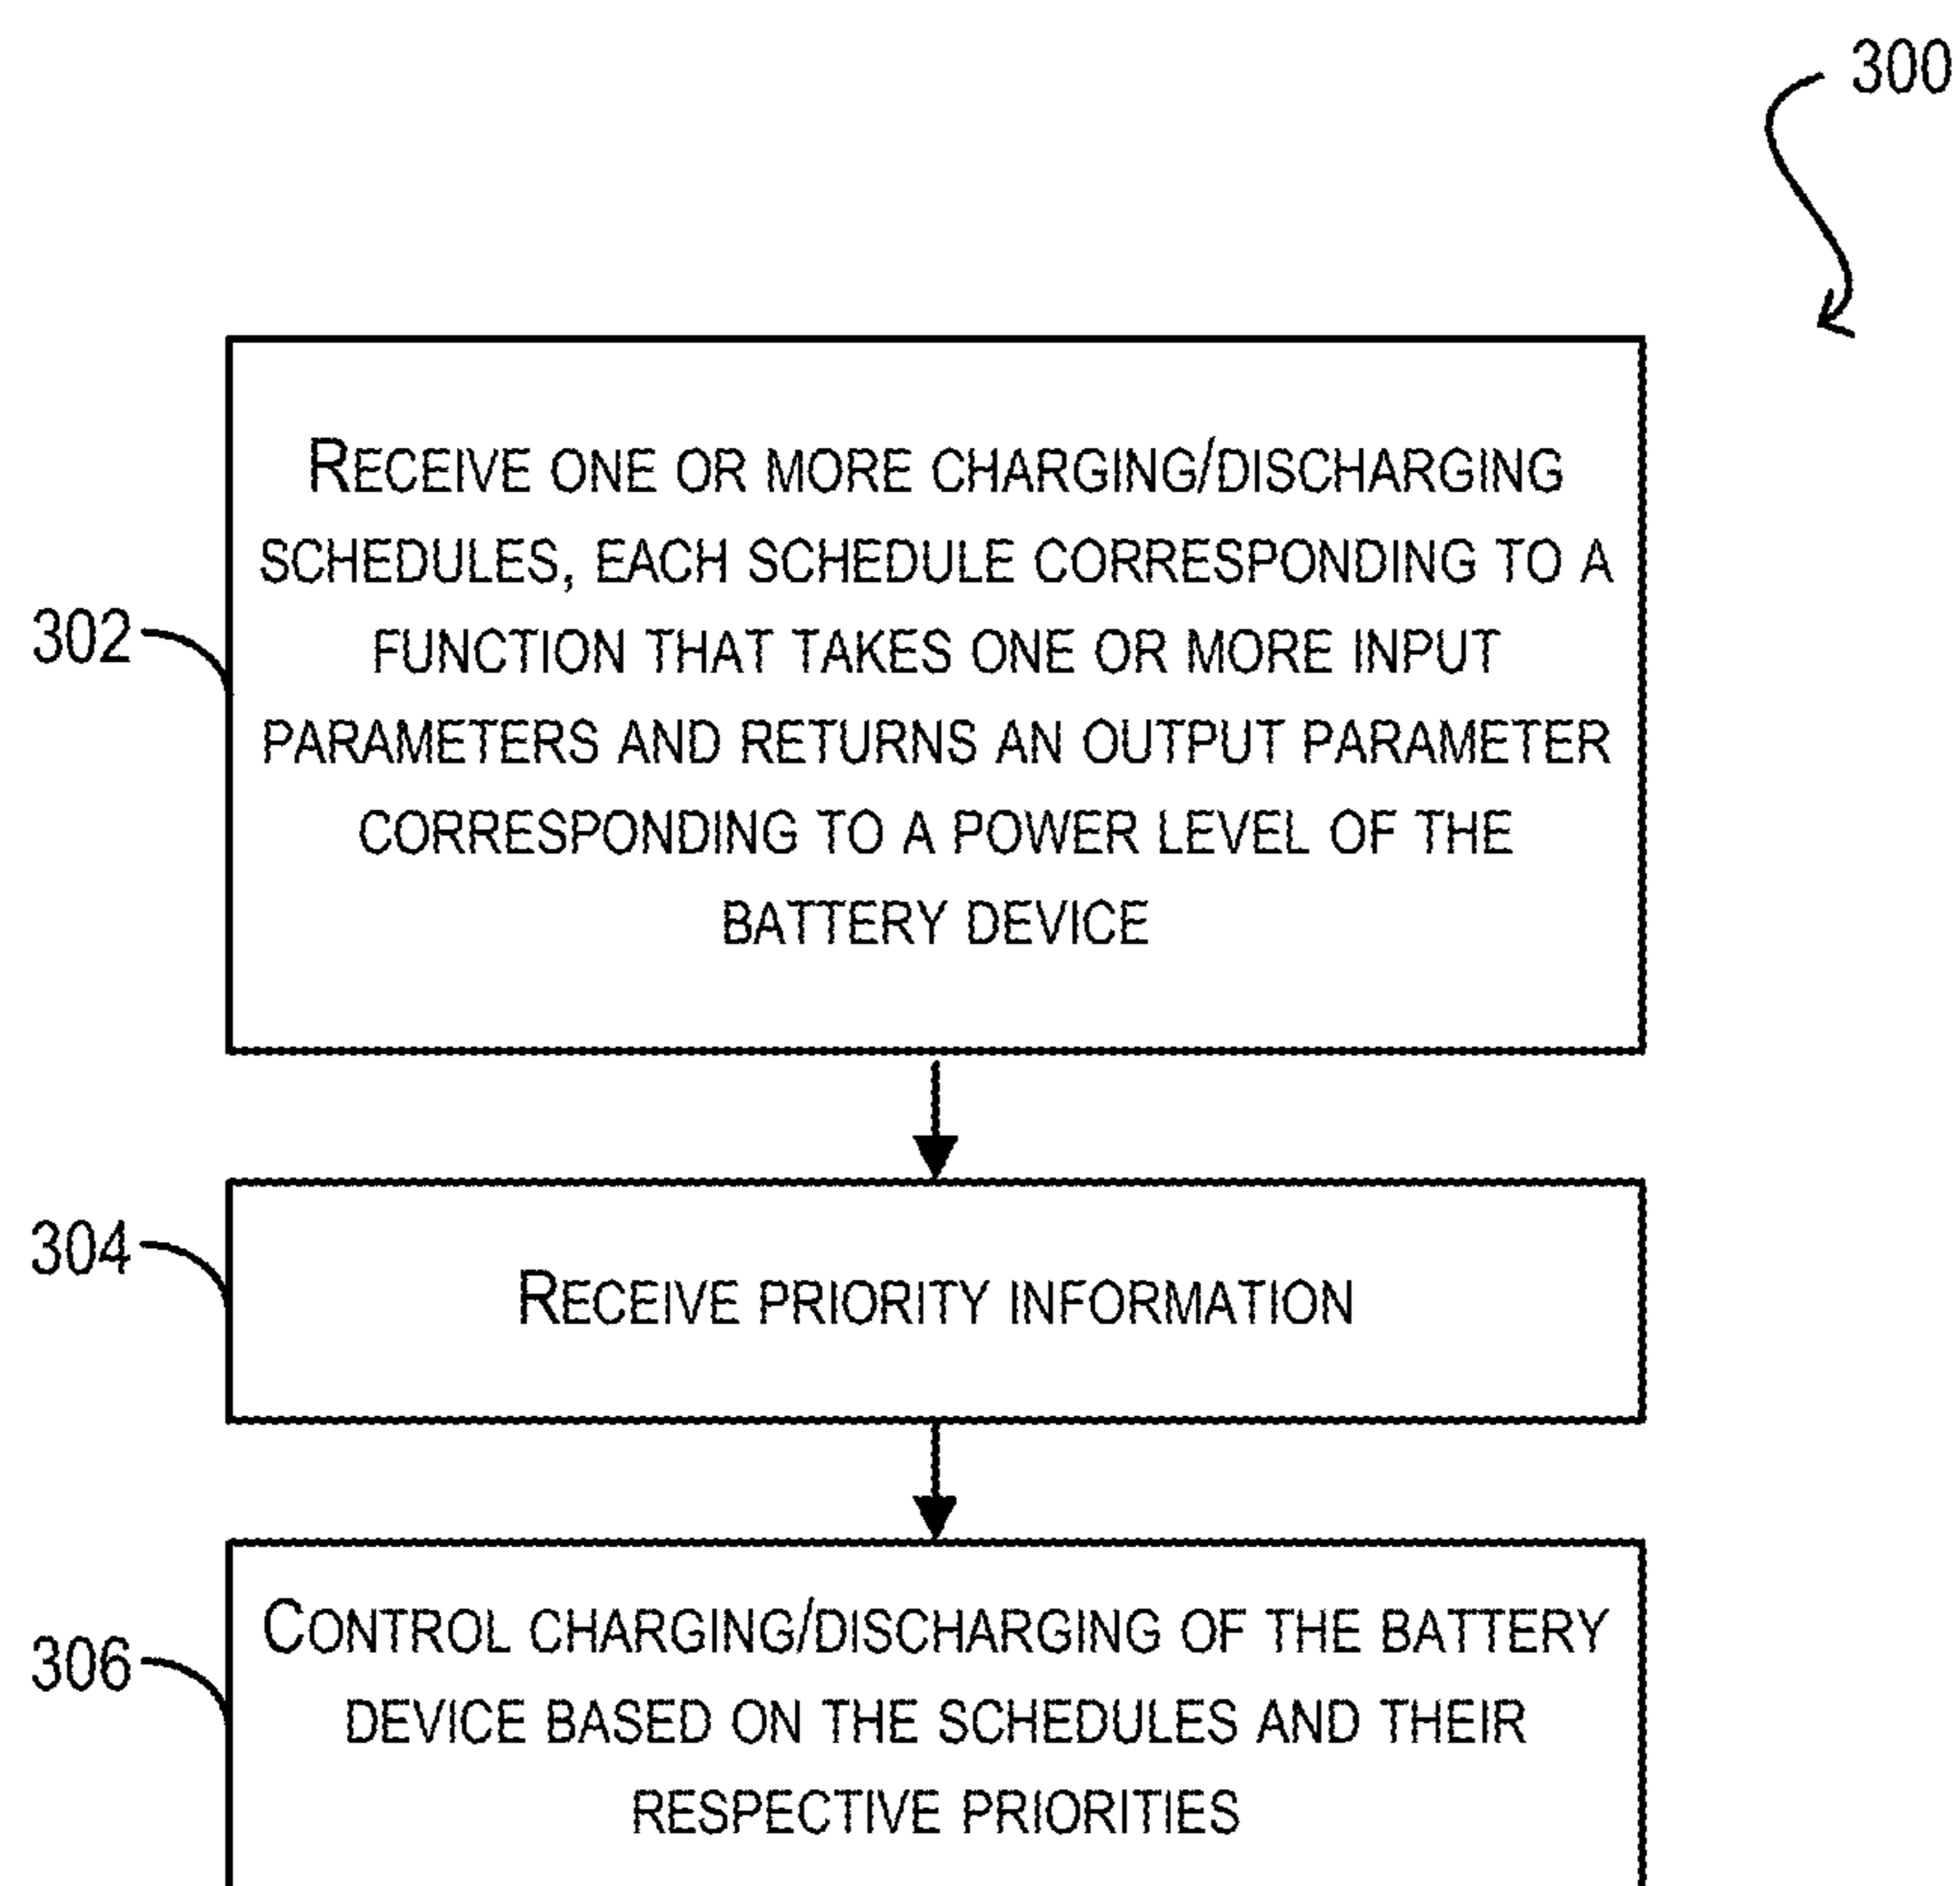 300
RECEIVE ONE OR MORE CHARGING/DISCHARGING
SCHEDULES, EACH SCHEDULE CORRESPONDING TO A
FUNCTION THAT TAKES ONE OR MORE INPUT
PARAMETERS AND RETURNS AN OUTPUT PARAMETER
CORRESPONDING TO A POWER LEVEL OF THE
BATTERY DEVICE
302
304
RECEIVE PRIORITY INFORMATION
306
CONTROL CHARGING/DISCHARGING OF THE BATTERY
DEVICE BASED ON THE SCHEDULES AND THEIR
RESPECTIVE PRIORITIES